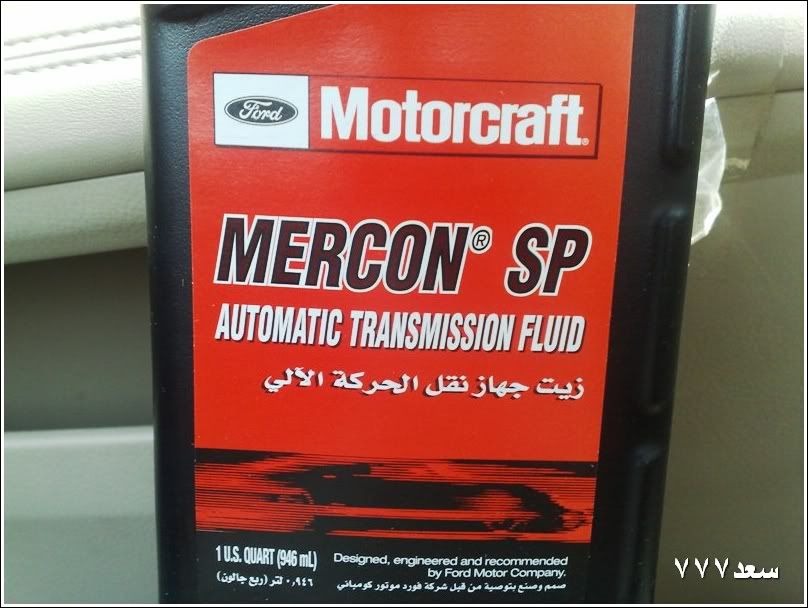 Ford Motorcraft®
MERCON® SP
AUTOMATIC TRANSMISSION FLUID
زيت جهاز نقل الحركة الآلي
1 U.S. QUART (946 mL)
٠,٩٤٦ لتر (ربع جالون)
Designed, engineered and recommended
by Ford Motor Company.
صمم وصنع بتوصية من قبل شركة فورد موتور كومباني
سعد٧٧٧